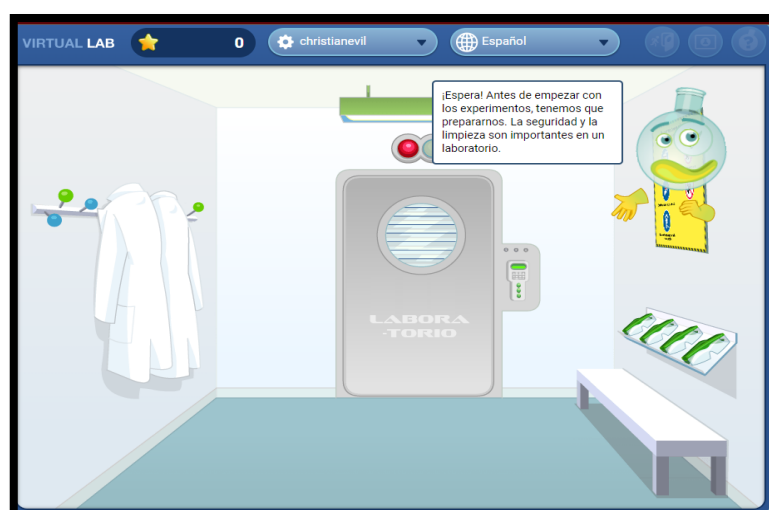 VIRTUAL LAB
0
christianevil
Español
¡Espera! Antes de empezar con
los experimentos, tenemos que
prepararnos. La seguridad y la
limpieza son importantes en un
laboratorio.
LABORA
-TORIO